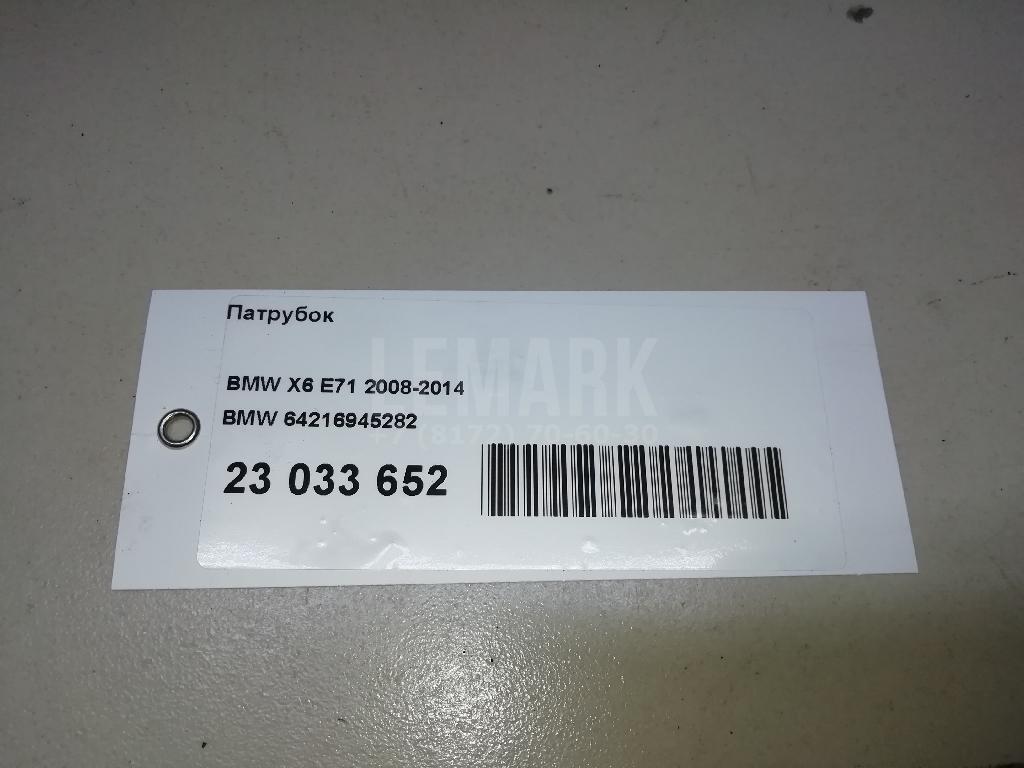 Патрубок
LEMARK
BMW X6 E71 2008-2014
BMW 64216945282
+7 (8172) 70-60-30
23 033 652